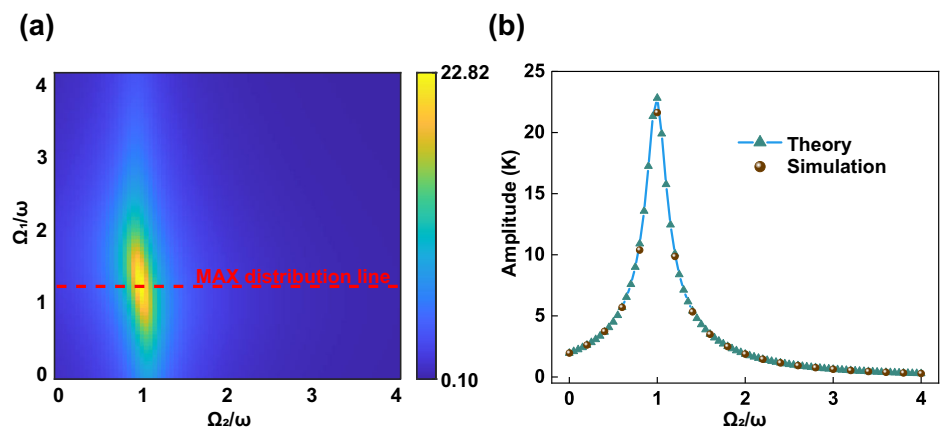 (a)
4
3
2
1
0
Ω₁/ω
MAX distribution line
0 1 2 3 4
Ω₂/ω
22.82
0.10
(b)
25
20
15
10
5
0
Amplitude (K)
Theory
Simulation
0 1 2 3 4
Ω₂/ω